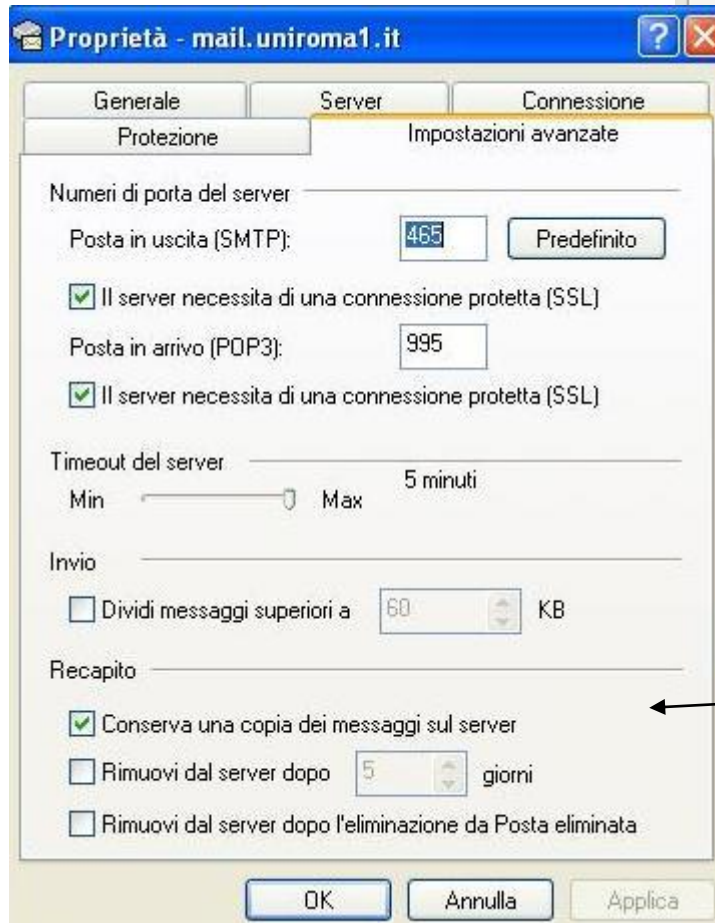 Proprietà - mail.uniroma1.it
Generale Server Connessione
Protezione Impostazioni avanzate
Numeri di porta del server
Posta in uscita (SMTP): 465 Predefinito
Il server necessita di una connessione protetta (SSL)
Posta in arrivo (POP3): 995
Il server necessita di una connessione protetta (SSL)
Timeout del server
Min Max 5 minuti
Invio
Dividi messaggi superiori a 60 KB
Recapito
Conserva una copia dei messaggi sul server
Rimuovi dal server dopo 5 giorni
Rimuovi dal server dopo l'eliminazione da Posta eliminata
OK Annulla Applica